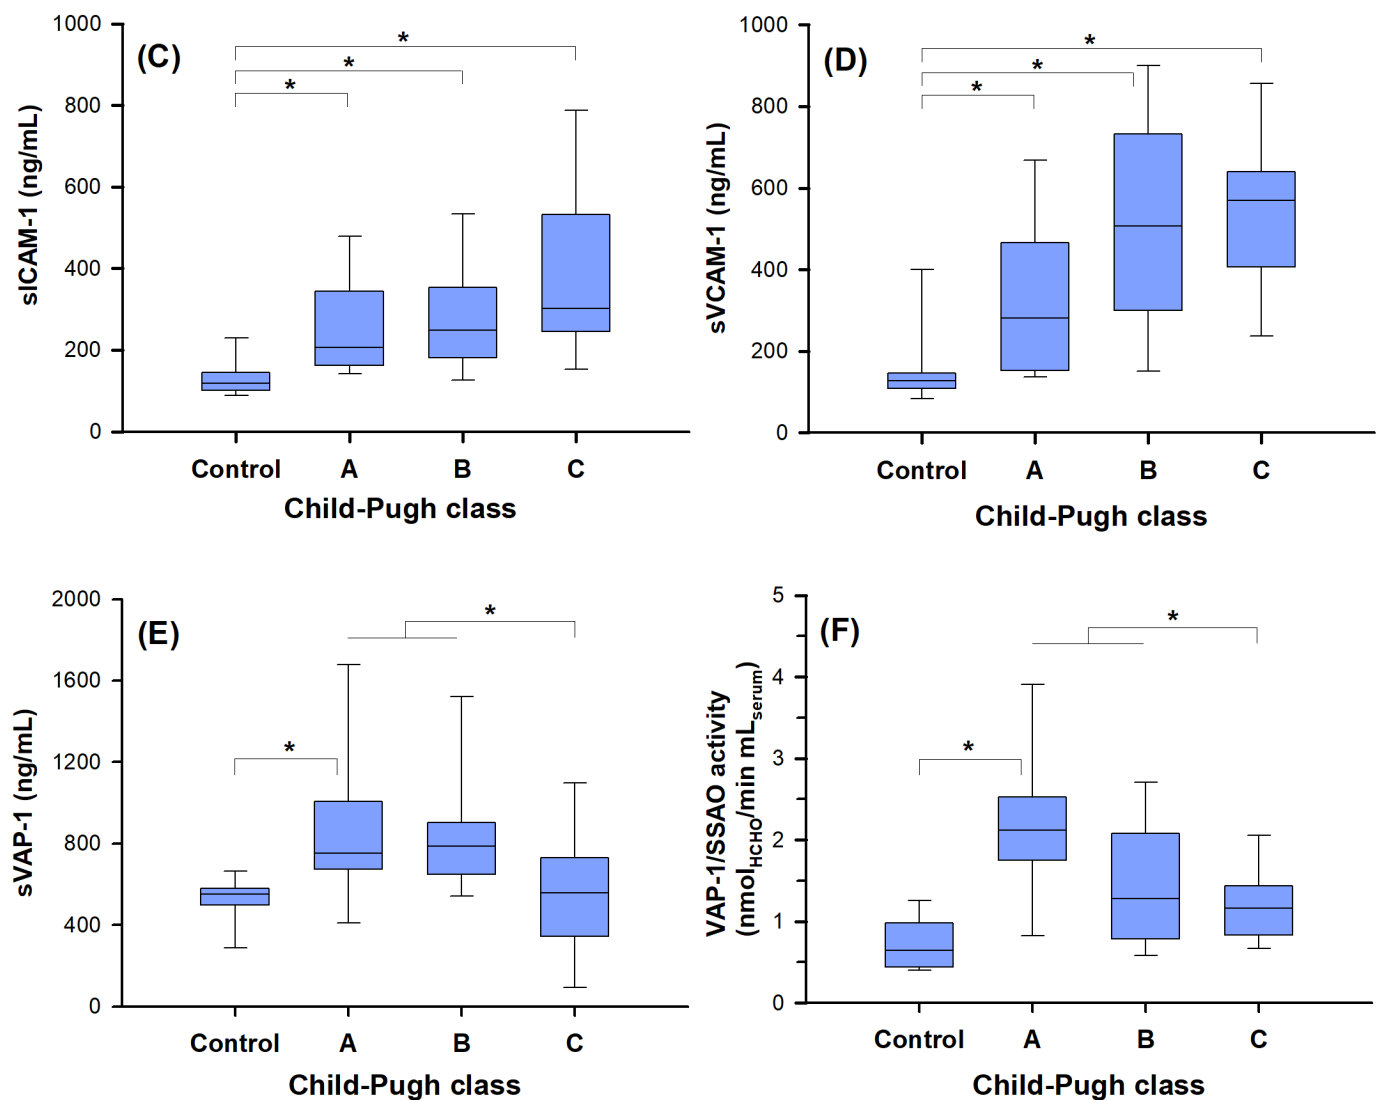 (C)
sICAM-1 (ng/mL)
1000
800
600
400
200
0
*
*
*
Control A B C
Child-Pugh class
(D)
sVCAM-1 (ng/mL)
1000
800
600
400
200
0
*
*
*
Control A B C
Child-Pugh class
(E)
sVAP-1 (ng/mL)
2000
1600
1200
800
400
0
*
*
Control A B C
Child-Pugh class
(F)
VAP-1/SSAO activity
(nmolHCHO/min mLserum)
5
4
3
2
1
0
*
*
Control A B C
Child-Pugh class